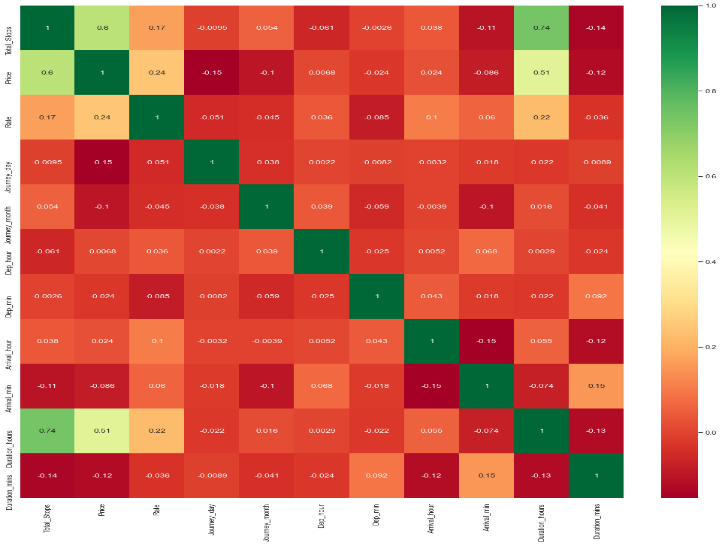 Total_Stops 1 0.6 0.17 -0.0095 0.054 -0.061 -0.0026 0.038 -0.11 0.74 -0.14
Price 0.6 1 0.24 -0.15 -0.1 0.0068 -0.024 0.024 -0.086 0.51 -0.12
Rate 0.17 0.24 1 -0.051 -0.045 0.036 -0.085 0.1 0.06 0.22 -0.036
Journey_day -0.0095 -0.15 -0.051 1 -0.038 0.0022 -0.0082 -0.0032 -0.018 -0.022 -0.0089
Journey_month 0.054 -0.1 -0.045 -0.038 1 0.039 -0.059 -0.0039 -0.1 0.016 -0.041
Dep_hour -0.061 0.0068 0.036 0.0022 0.039 1 -0.025 0.0052 0.068 0.0029 -0.024
Dep_min -0.0026 -0.024 -0.085 -0.0082 -0.059 -0.025 1 0.043 -0.018 -0.022 0.092
Arrival_hour 0.038 0.024 0.1 -0.0032 -0.0039 0.0052 0.043 1 -0.15 0.055 -0.12
Arrival_min -0.11 -0.086 0.06 -0.018 -0.1 0.068 -0.018 -0.15 1 -0.074 0.15
Duration_hours 0.74 0.51 0.22 -0.022 0.016 0.0029 -0.022 0.055 -0.074 1 -0.13
Duration_mins -0.14 -0.12 -0.036 -0.0089 -0.041 -0.024 0.092 -0.12 0.15 -0.13 1
Total_Stops Price Rate Journey_day Journey_month Dep_hour Dep_min Arrival_hour Arrival_min Duration_hours Duration_mins
1.0
0.8
0.6
0.4
0.2
0.0